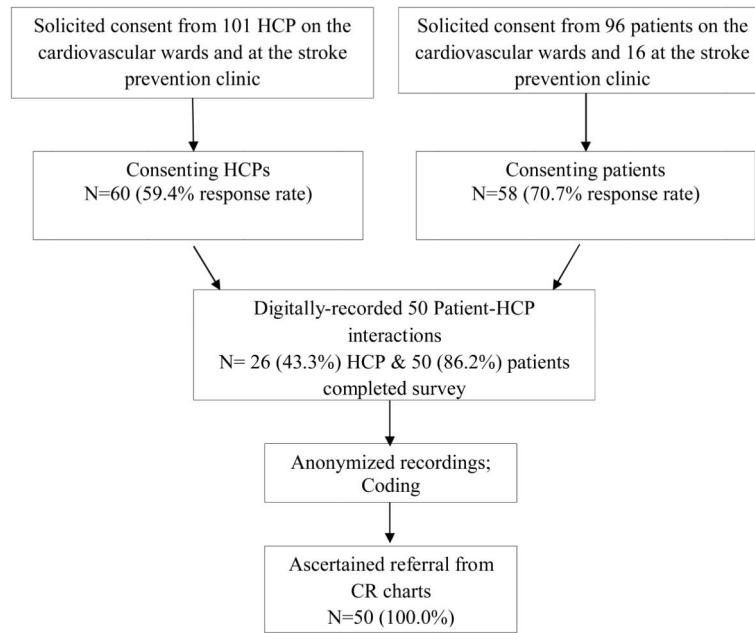 Solicited consent from 101 HCP on the
cardiovascular wards and at the stroke
prevention clinic
Solicited consent from 96 patients on the
cardiovascular wards and 16 at the stroke
prevention clinic
Consenting HCPs
N=60 (59.4% response rate)
Consenting patients
N=58 (70.7% response rate)
Digitally-recorded 50 Patient-HCP
interactions
N= 26 (43.3%) HCP & 50 (86.2%) patients
completed survey
Anonymized recordings;
Coding
Ascertained referral from
CR charts
N=50 (100.0%)